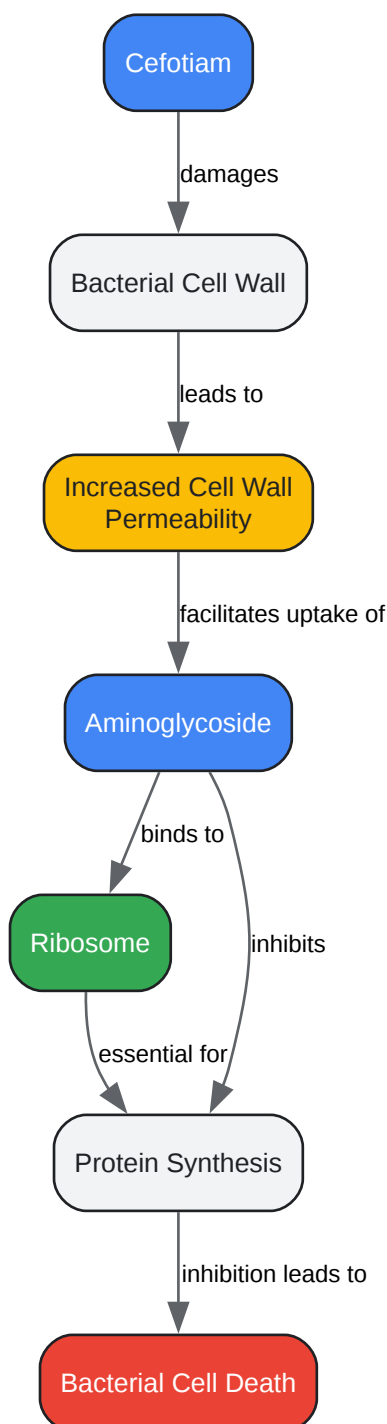 Cefotiam
damages
Bacterial Cell Wall
leads to
Increased Cell Wall
Permeability
facilitates uptake of
Aminoglycoside
binds to
Ribosome
inhibits
essential for
Protein Synthesis
inhibition leads to
Bacterial Cell Death